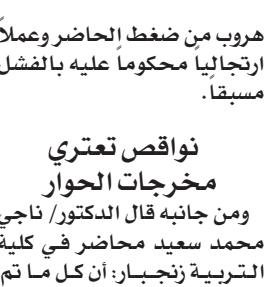 هروب من ضغط الحاضر وعملاً
ارتجالياً محكوماً عليه بالفشل
مسبقاً.
نواقص تعتري
مخرجات الحوار
ومن جانبه قال الدكتور/ ناجي
محمد سعيد محاضر في كلية
التربية زنجبار: أن كل ما تم